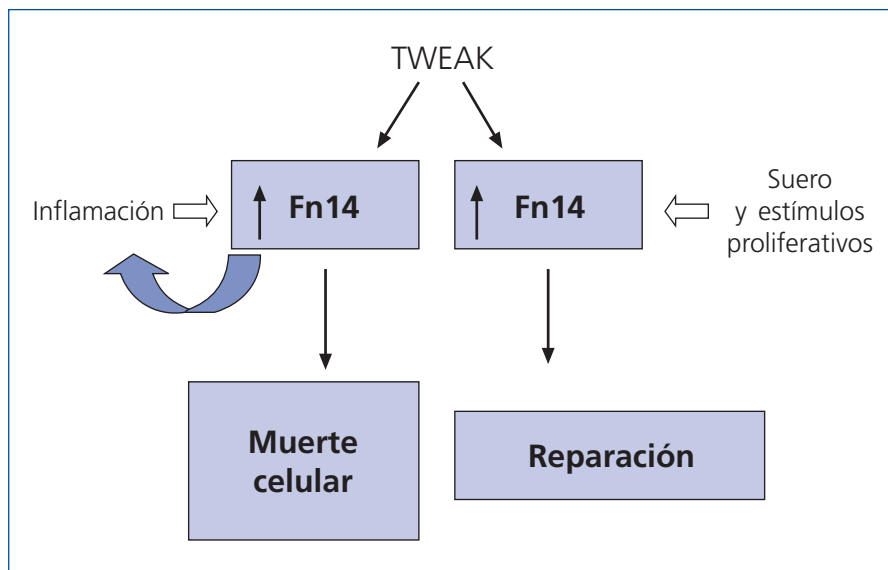 TWEAK
Inflamación
Fn14
Fn14
Suero
y estímulos
proliferativos
Muerte
celular
Reparación